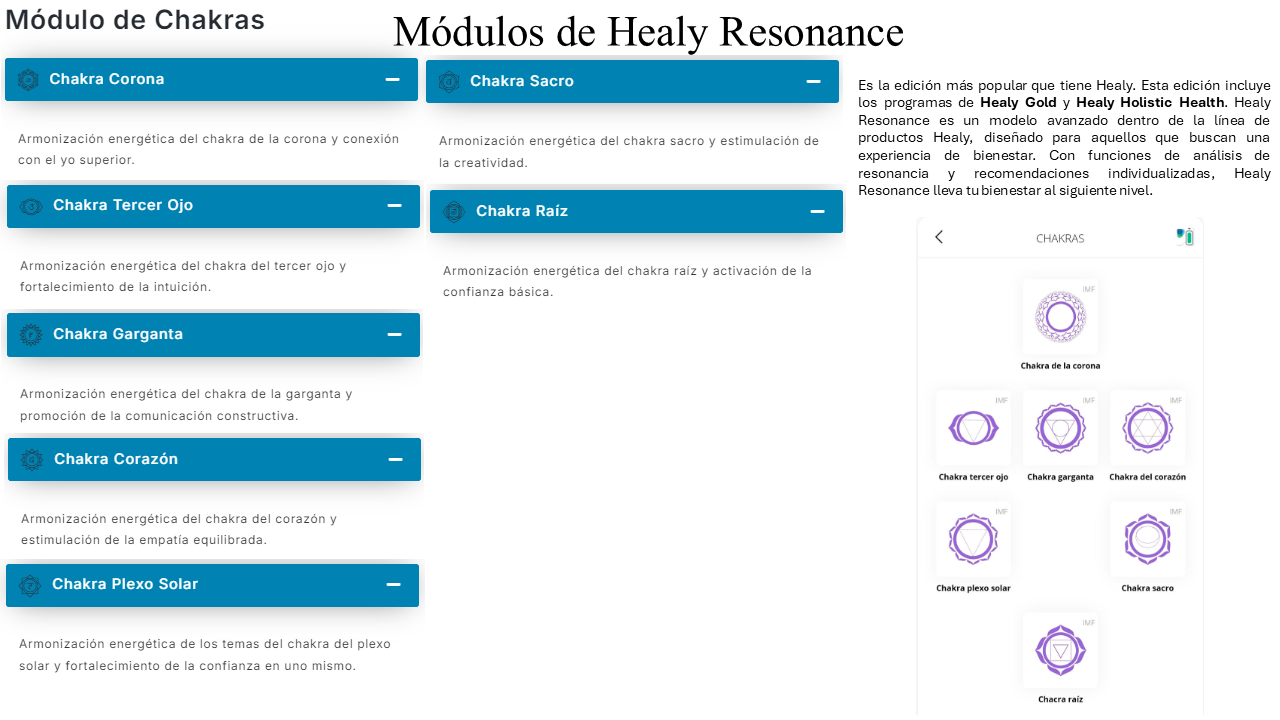 Módulo de Chakras
Módulos de Healy Resonance
Chakra Corona
Armonización energética del chakra de la corona y conexión
con el yo superior.
Chakra Tercer Ojo
Armonización energética del chakra del tercer ojo y
fortalecimiento de la intuición.
Chakra Garganta
Armonización energética del chakra de la garganta y
promoción de la comunicación constructiva.
Chakra Corazón
Armonización energética del chakra del corazón y
estimulación de la empatía equilibrada.
Chakra Plexo Solar
Armonización energética de los temas del chakra del plexo
solar y fortalecimiento de la confianza en uno mismo.
Chakra Sacro
Armonización energética del chakra sacro y estimulación de
la creatividad.
Chakra Raíz
Armonización energética del chakra raíz y activación de la
confianza básica.
Es la edición más popular que tiene Healy. Esta edición incluye
los programas de Healy Gold y Healy Holistic Health. Healy
Resonance es un modelo avanzado dentro de la línea de
productos Healy, diseñado para aquellos que buscan una
experiencia de bienestar. Con funciones de análisis de
resonancia y recomendaciones individualizadas, Healy
Resonance lleva tu bienestar al siguiente nivel.
CHAKRAS
IMF
Chakra de la corona
IMF IMF IMF
Chakra tercer ojo Chakra garganta Chakra del corazón
IMF IMF
Chakra plexo solar Chakra sacro
IMF
Chacra raíz